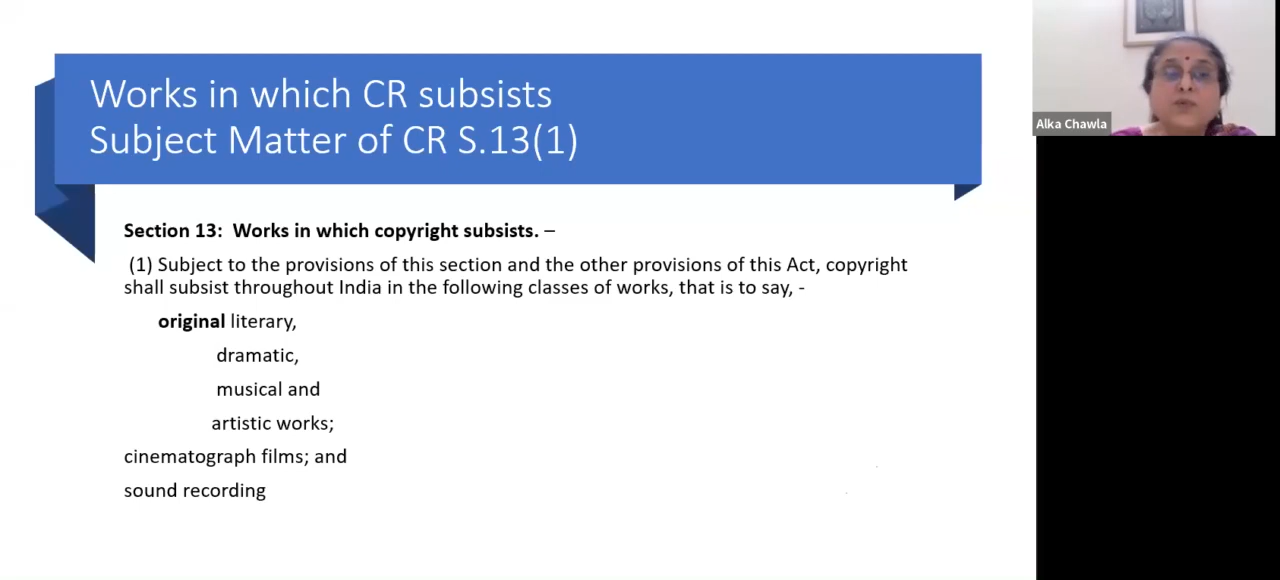 Works in which CR subsists
Subject Matter of CR S.13(1)
Section 13:  Works in which copyright subsists. –
(1) Subject to the provisions of this section and the other provisions of this Act, copyright
shall subsist throughout India in the following classes of works, that is to say, -
original literary,
dramatic,
musical and
artistic works;
cinematograph films; and
sound recording
Alka Chawla